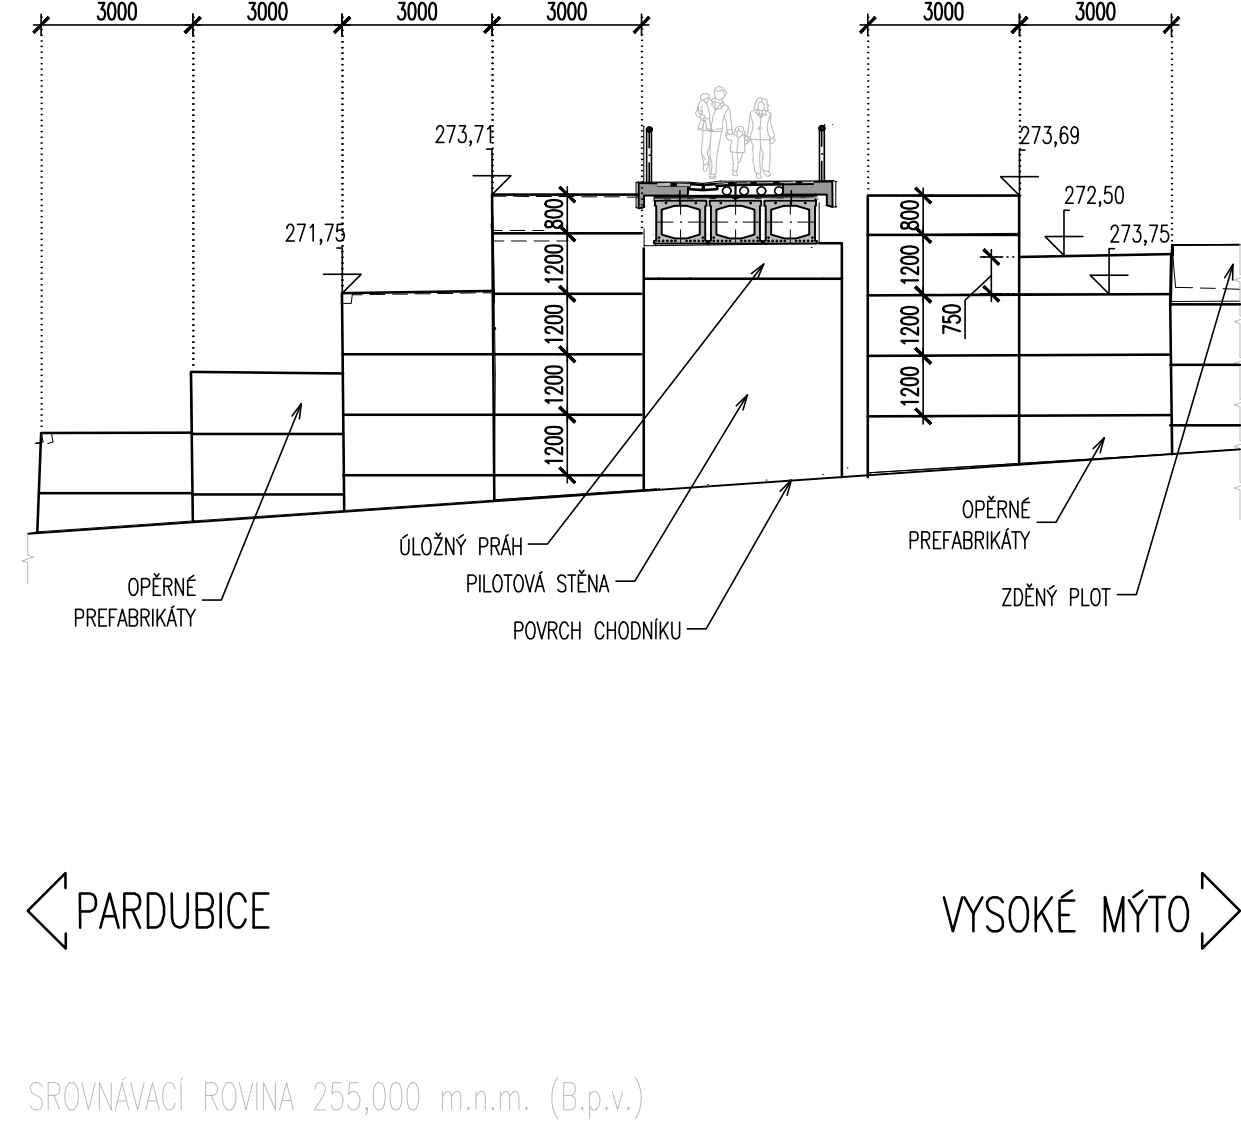 3000 3000 3000 3000 3000 3000
273,71 273,69
272,50
271,75 273,75
800 800
1200 1200
750
1200 1200
1200 1200
1200
OPĚRNÉ
PREFABRIKÁTY
ÚLOŽNÝ PRÁH
PILOTOVÁ STĚNA
OPĚRNÉ
PREFABRIKÁTY
ZDĚNÝ PLOT
POVRCH CHODNÍKU
PARDUBICE VYSOKÉ MÝTO
SROVNÁVACÍ ROVINA 255,000 m.n.m. (B.p.v.)